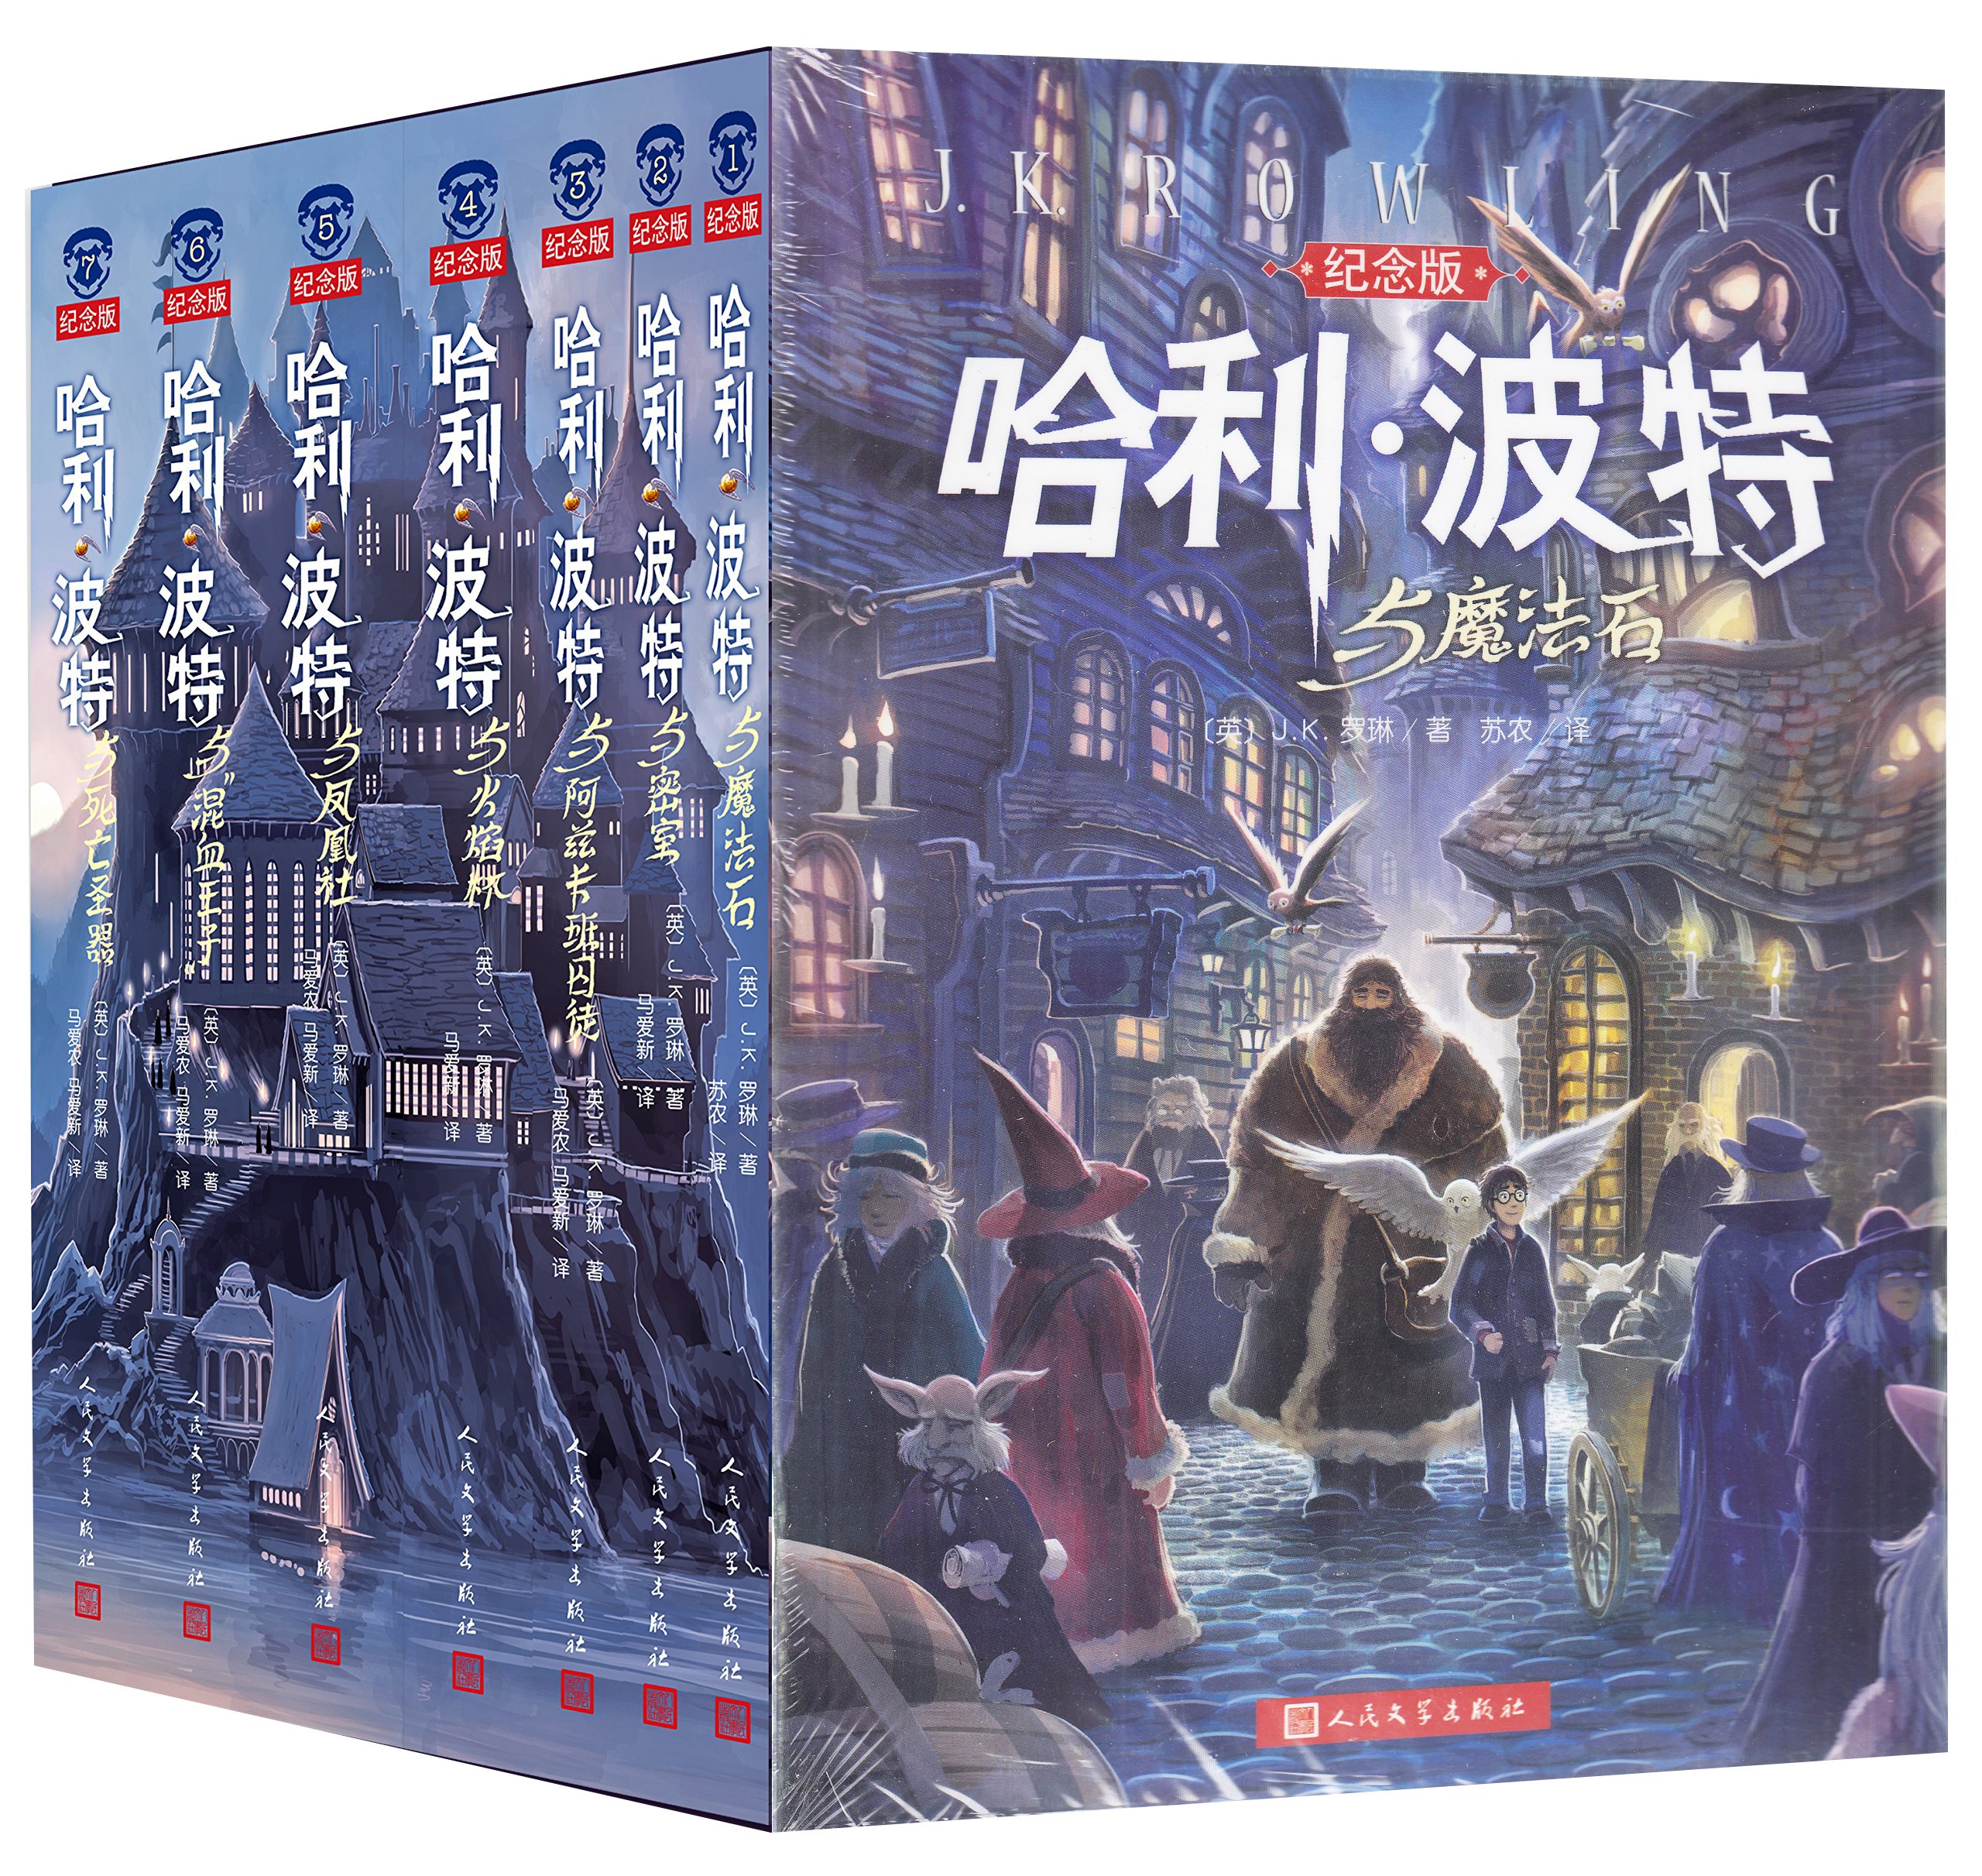 J.K. ROWLING
纪念版
哈利·波特
与魔法石
〔英〕J.K. 罗琳／著 苏农／译
人民文学出版社
7
纪念版
哈利·波特
与死亡圣器
〔英〕J.K. 罗琳／著
马爱农 马爱新／译
人民文学出版社
6
纪念版
哈利·波特
与“混血王子
〔英〕J.K. 罗琳／著
马爱农 马爱新／译
人民文学出版社
5
纪念版
哈利·波特
与凤凰社
〔英〕J.K. 罗琳／著
马爱农 马爱新／译
人民文学出版社
4
纪念版
哈利·波特
与火焰杯
〔英〕J.K. 罗琳／著
马爱新／译
人民文学出版社
3
纪念版
哈利·波特
与阿兹卡班囚徒
〔英〕J.K. 罗琳／著
马爱农 马爱新／译
人民文学出版社
2
纪念版
哈利·波特
与密室
〔英〕J.K. 罗琳／著
马爱新／译
人民文学出版社
1
纪念版
哈利·波特
与魔法石
〔英〕J.K. 罗琳／著
苏农／译
人民文学出版社